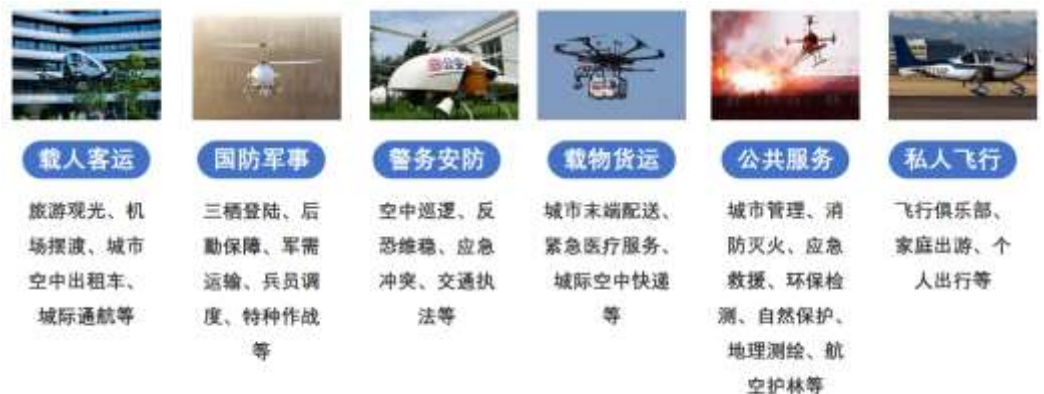 公安
载人客运
旅游观光、机
场摆渡、城市
空中出租车、
城际通航等
国防军事
三栖登陆、后
勤保障、军需
运输、兵员调
度、特种作战
等
警务安防
空中巡逻、反
恐维稳、应急
冲突、交通执
法等
载物货运
城市末端配送、
紧急医疗服务、
城际空中快递
等
公共服务
城市管理、消
防灭火、应急
救援、环保检
测、自然保护、
地理测绘、航
空护林等
私人飞行
飞行俱乐部、
家庭出游、个
人出行等